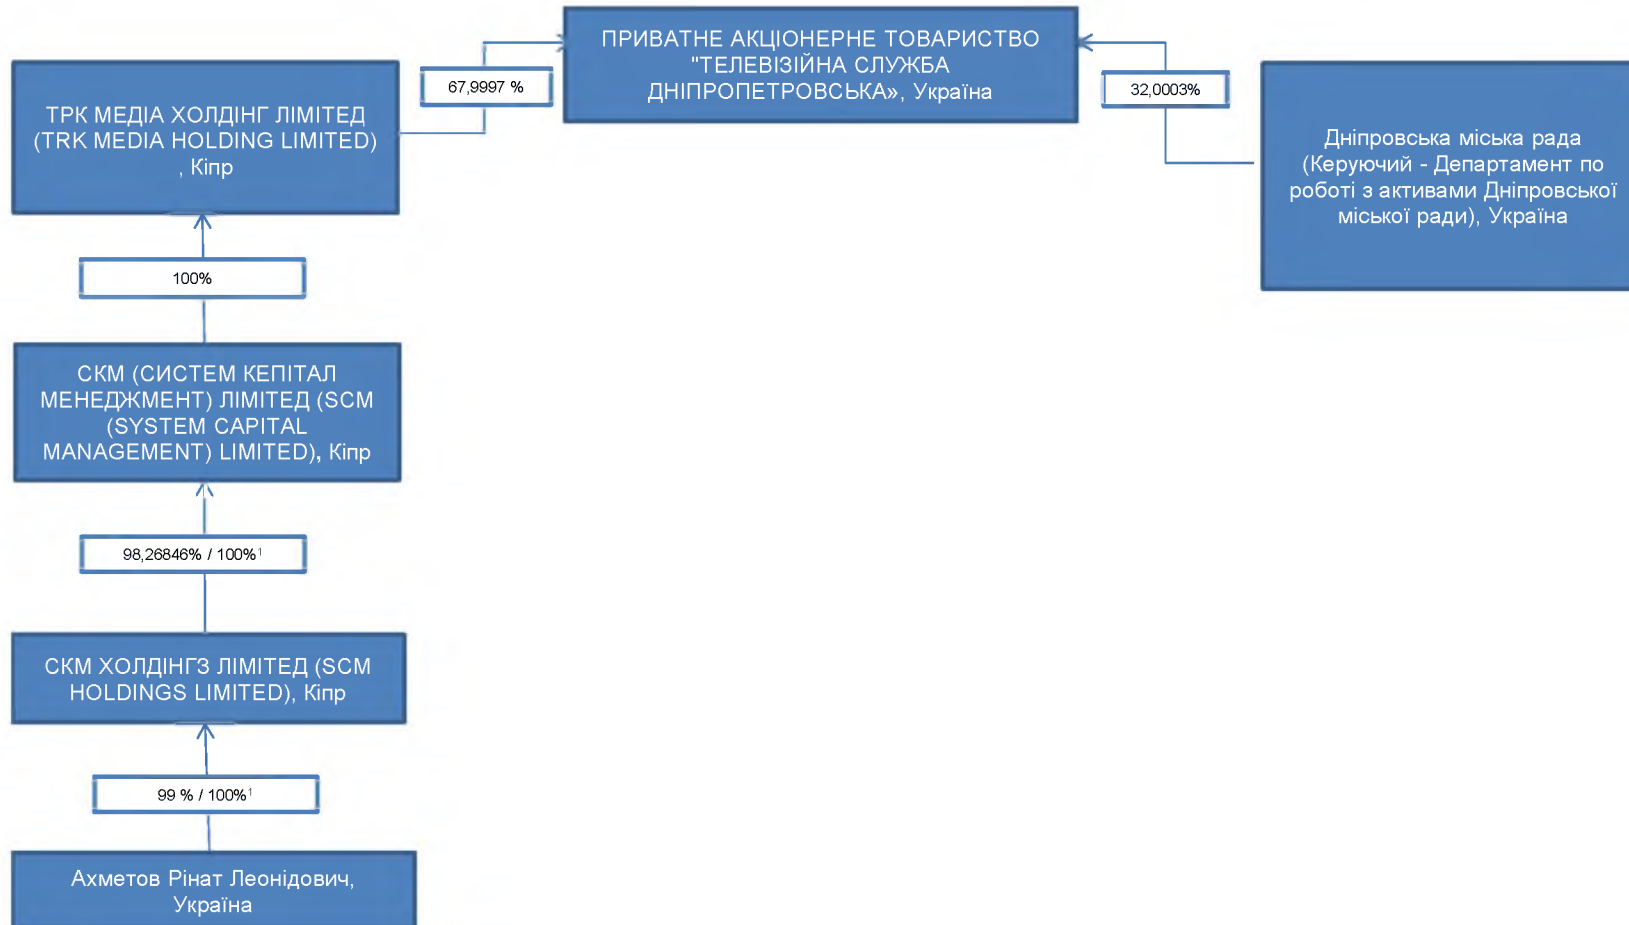 ПРИВАТНЕ АКЦІОНЕРНЕ ТОВАРИСТВО
"ТЕЛЕВІЗІЙНА СЛУЖБА
ДНІПРОПЕТРОВСЬКА», Україна
67,9997 %
32,0003%
ТРК МЕДІА ХОЛДІНГ ЛІМІТЕД
(TRK MEDIA HOLDING LIMITED)
, Кіпр
Дніпровська міська рада
(Керуючий - Департамент по
роботі з активами Дніпровської
міської ради), Україна
100%
СКМ (СИСТЕМ КЕПІТАЛ
МЕНЕДЖМЕНТ) ЛІМІТЕД (SCM
(SYSTEM CAPITAL
MANAGEMENT) LIMITED), Кіпр
98,26846% / 100%¹
СКМ ХОЛДІНГЗ ЛІМІТЕД (SCM
HOLDINGS LIMITED), Кіпр
99 % / 100%¹
Ахметов Рінат Леонідович,
Україна